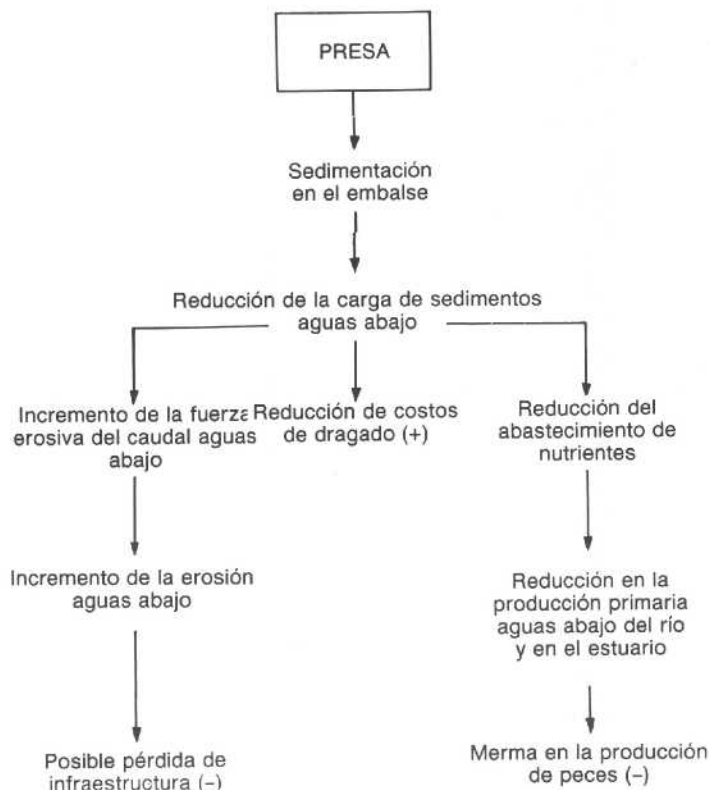 PRESA
Sedimentación
en el embalse
Reducción de la carga de sedimentos
aguas abajo
Incremento de la fuerza
erosiva del caudal aguas
abajo
Reducción de costos
de dragado (+)
Reducción del
abastecimiento de
nutrientes
Incremento de la erosión
aguas abajo
Reducción en la
producción primaria
aguas abajo del río
y en el estuario
Posible pérdida de
infraestructura (–)
Merma en la producción
de peces (–)